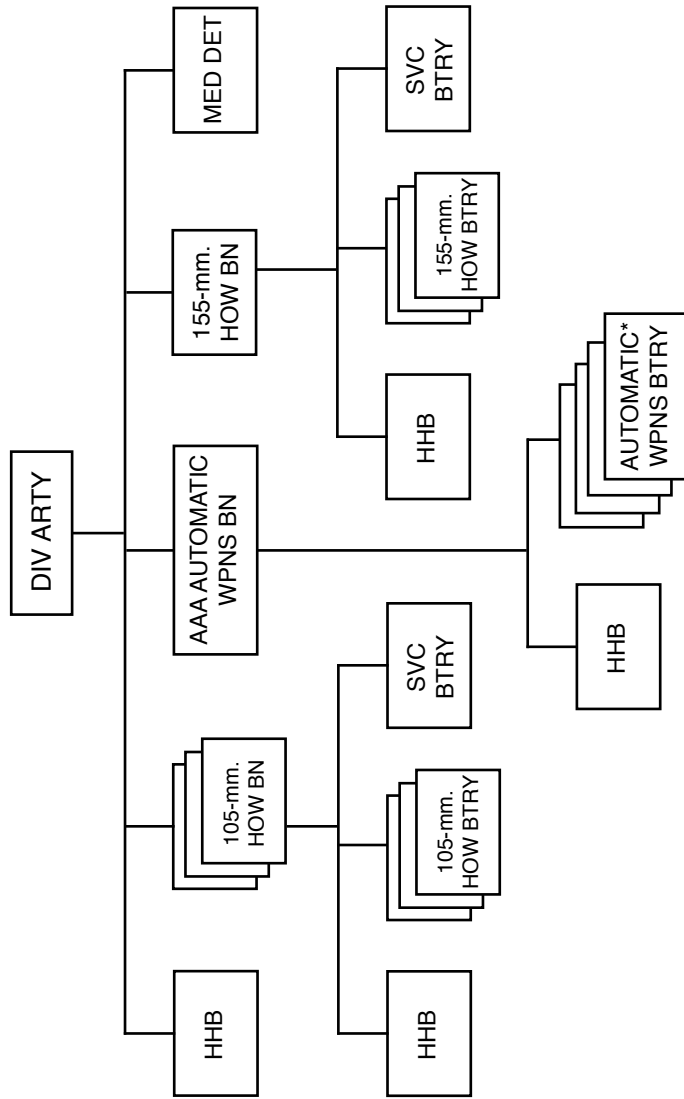 DIV ARTY
HHB
105-mm.
HOW BN
AAA AUTOMATIC
WPNS BN
155-mm.
HOW BN
MED DET
HHB
105-mm.
HOW BTRY
SVC
BTRY
HHB
155-mm.
HOW BTRY
SVC
BTRY
HHB
AUTOMATIC*
WPNS BTRY